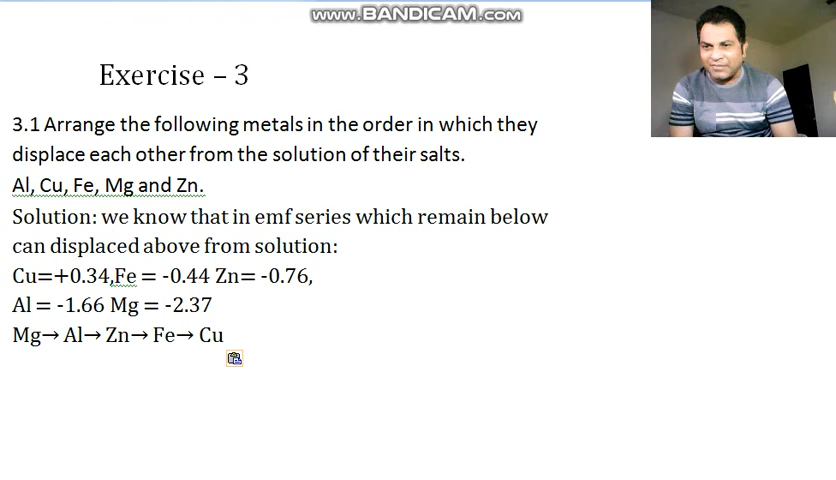 www.BANDICAM.com
Exercise – 3
3.1 Arrange the following metals in the order in which they
displace each other from the solution of their salts.
Al, Cu, Fe, Mg and Zn.
Solution: we know that in emf series which remain below
can displaced above from solution:
Cu=+0.34,Fe = -0.44 Zn= -0.76,
Al = -1.66 Mg = -2.37
Mg→ Al→ Zn→ Fe→ Cu